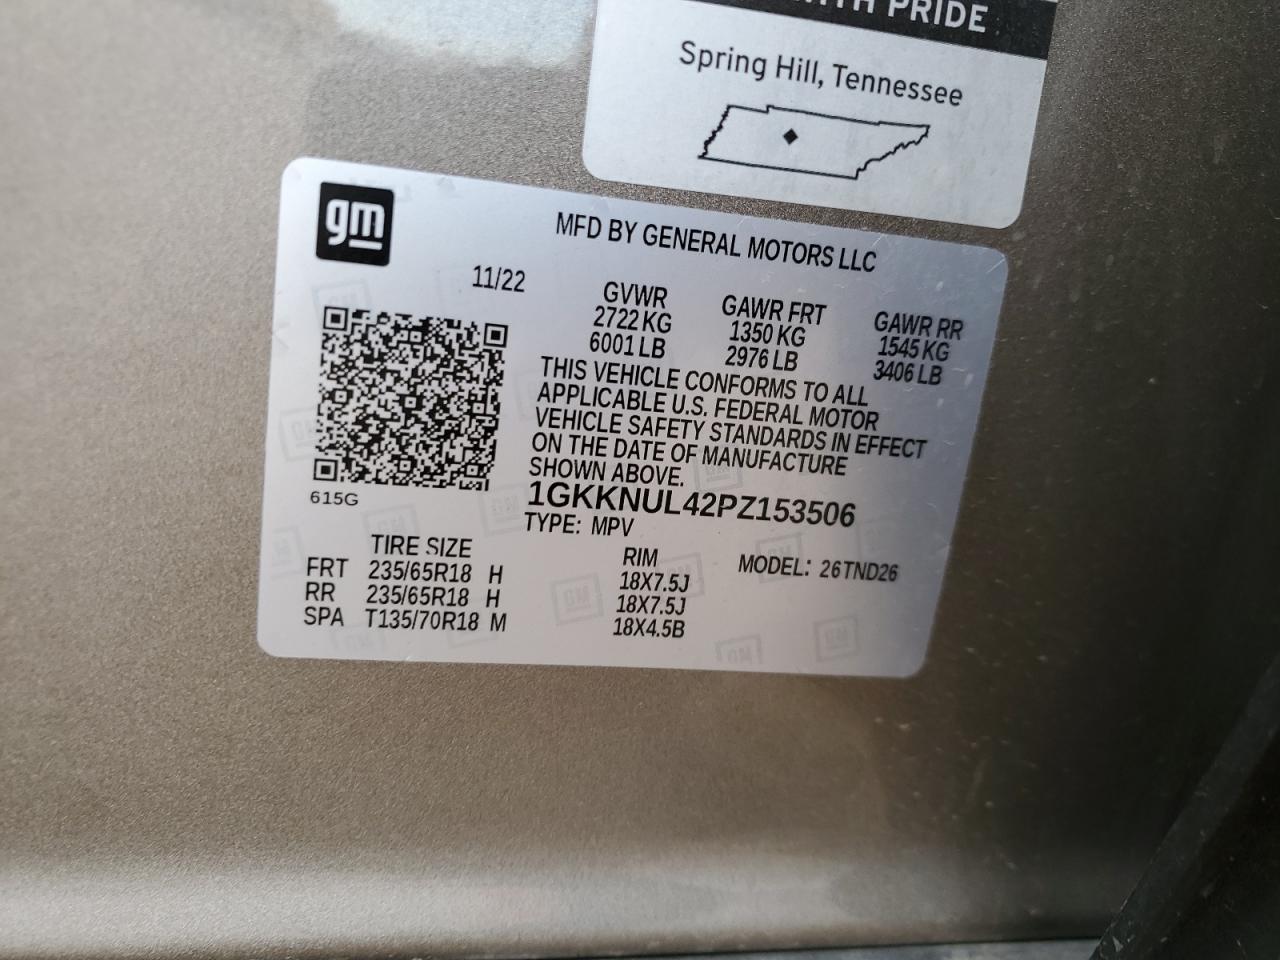 PRIDE
Spring Hill, Tennessee
gm
MFD BY GENERAL MOTORS LLC
11/22
GVWR GAWR FRT GAWR RR
2722 KG 1350 KG 1545 KG
6001 LB 2976 LB 3406 LB
THIS VEHICLE CONFORMS TO ALL
APPLICABLE U.S. FEDERAL MOTOR
VEHICLE SAFETY STANDARDS IN EFFECT
ON THE DATE OF MANUFACTURE
SHOWN ABOVE.
615G
1GKKNUL42PZ153506
TYPE: MPV
TIRE SIZE RIM MODEL: 26TND26
FRT 235/65R18 H 18X7.5J
RR 235/65R18 H 18X7.5J
SPA T135/70R18 M 18X4.5B